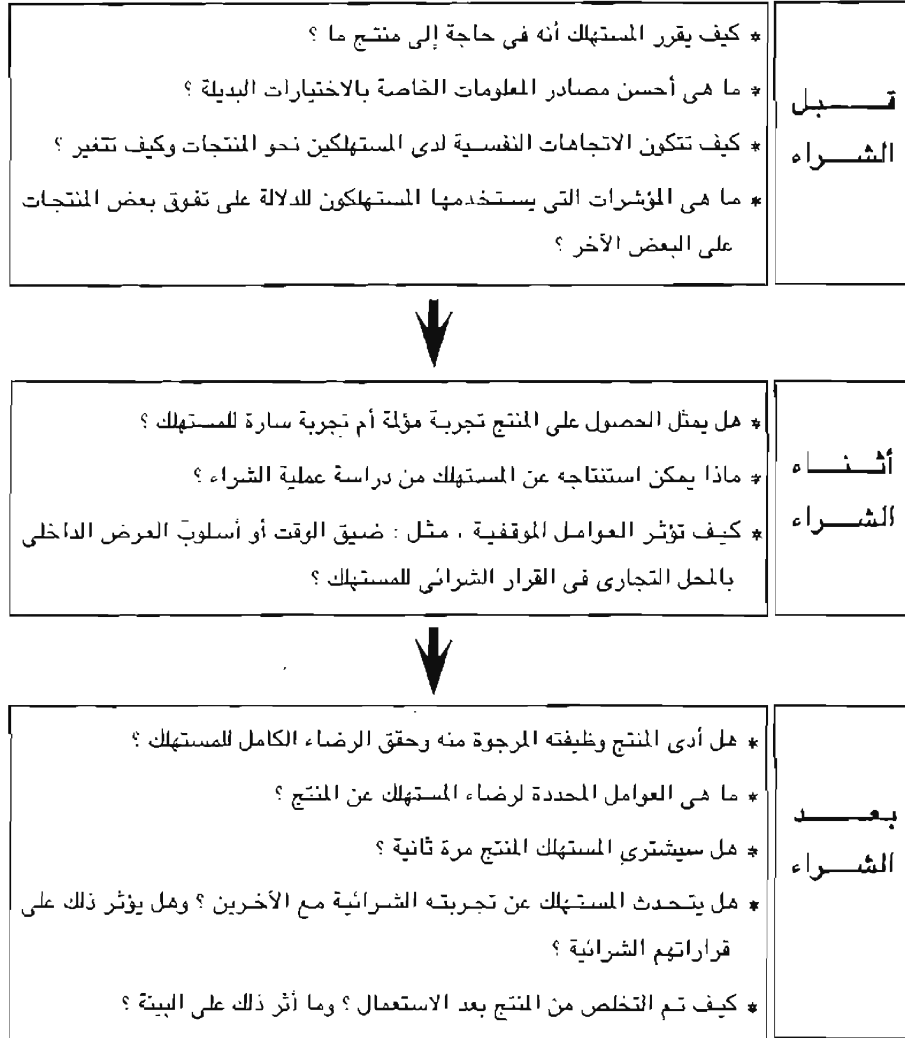 قبل
الشراء
* كيف يقرر المستهلك أنه فى حاجة إلى منتج ما ؟
* ما هى أحسن مصادر المعلومات الخاصة بالاختيارات البديلة ؟
* كيف تتكون الاتجاهات النفسية لدى المستهلكين نحو المنتجات وكيف تتغير ؟
* ما هى المؤشرات التى يستخدمها المستهلكون للدلالة على تفوق بعض المنتجات
على البعض الآخر ؟
أثناء
الشراء
* هل يمثل الحصول على المنتج تجربة مؤلمة أم تجربة سارة للمستهلك ؟
* ماذا يمكن استنتاجه عن المستهلك من دراسة عملية الشراء ؟
* كيف تؤثر العوامل الموقفية ، مثل : ضيق الوقت أو أسلوب العرض الداخلى
بالمحل التجارى فى القرار الشرائى للمستهلك ؟
بعد
الشراء
* هل أدى المنتج وظيفته المرجوة منه وحقق الرضاء الكامل للمستهلك ؟
* ما هى العوامل المحددة لرضاء المستهلك عن المنتج ؟
* هل سيشترى المستهلك المنتج مرة ثانية ؟
* هل يتحدث المستهلك عن تجربته الشرائية مع الآخرين ؟ وهل يؤثر ذلك على
قراراتهم الشرائية ؟
* كيف تم التخلص من المنتج بعد الاستعمال ؟ وما أثر ذلك على البيئة ؟